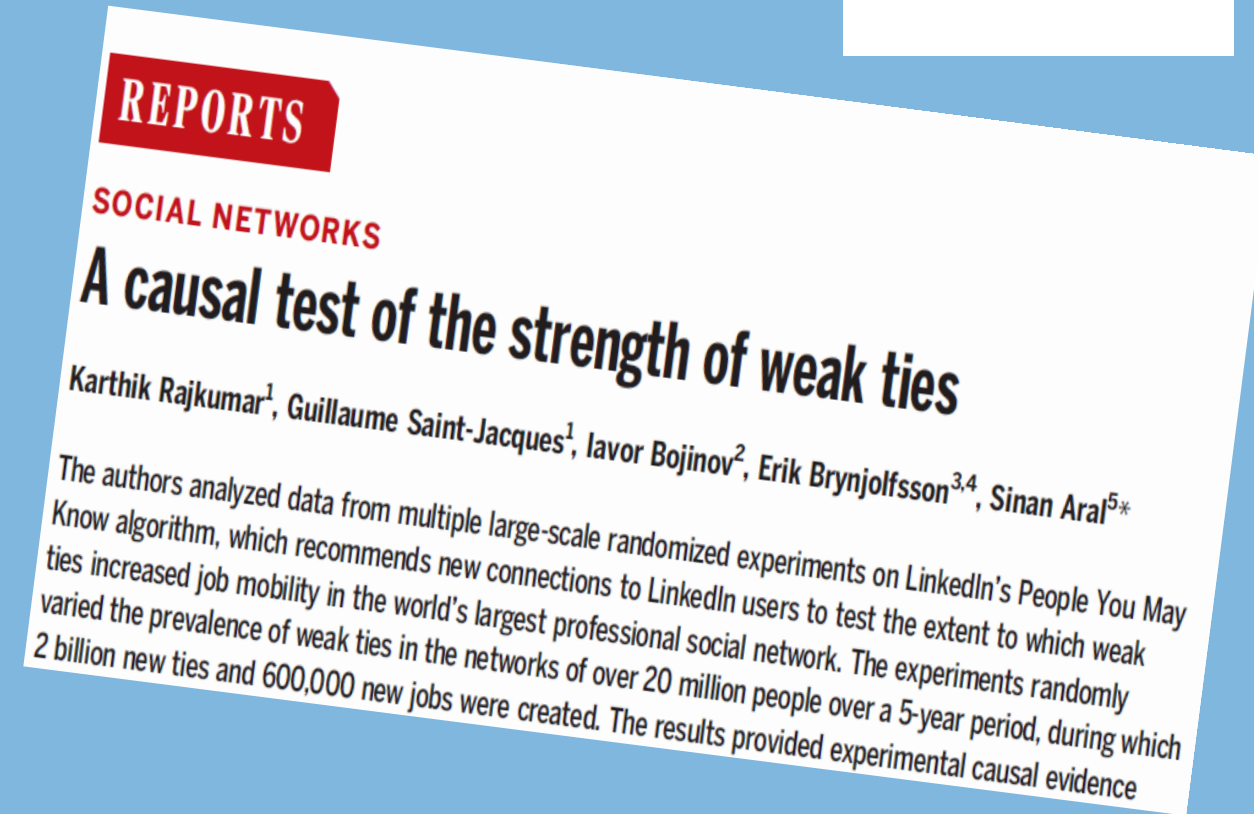 REPORTS
SOCIAL NETWORKS
A causal test of the strength of weak ties
Karthik Rajkumar1, Guillaume Saint-Jacques1, Iavor Bojinov2, Erik Brynjolfsson3,4, Sinan Aral5*
The authors analyzed data from multiple large-scale randomized experiments on LinkedIn's People You May
Know algorithm, which recommends new connections to LinkedIn users to test the extent to which weak
ties increased job mobility in the world's largest professional social network. The experiments randomly
varied the prevalence of weak ties in the networks of over 20 million people over a 5-year period, during which
2 billion new ties and 600,000 new jobs were created. The results provided experimental causal evidence